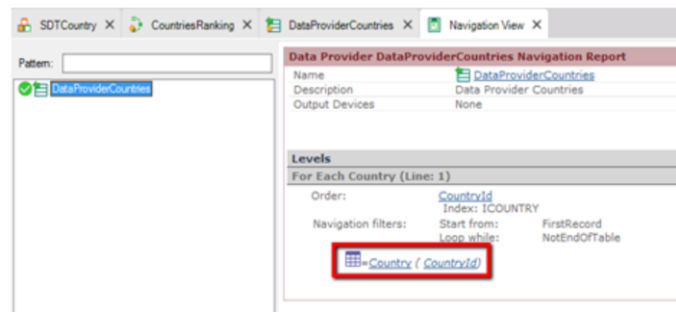 SDTCountry X CountriesRanking X DataProviderCountries X Navigation View X
Pattern:
DataProviderCountries
Data Provider DataProviderCountries Navigation Report
Name DataProviderCountries
Description Data Provider Countries
Output Devices None
Levels
For Each Country (Line: 1)
Order: CountryId
Index: ICOUNTRY
Navigation filters: Start from: FirstRecord
Loop while: NotEndOfTable
=Country ( CountryId)